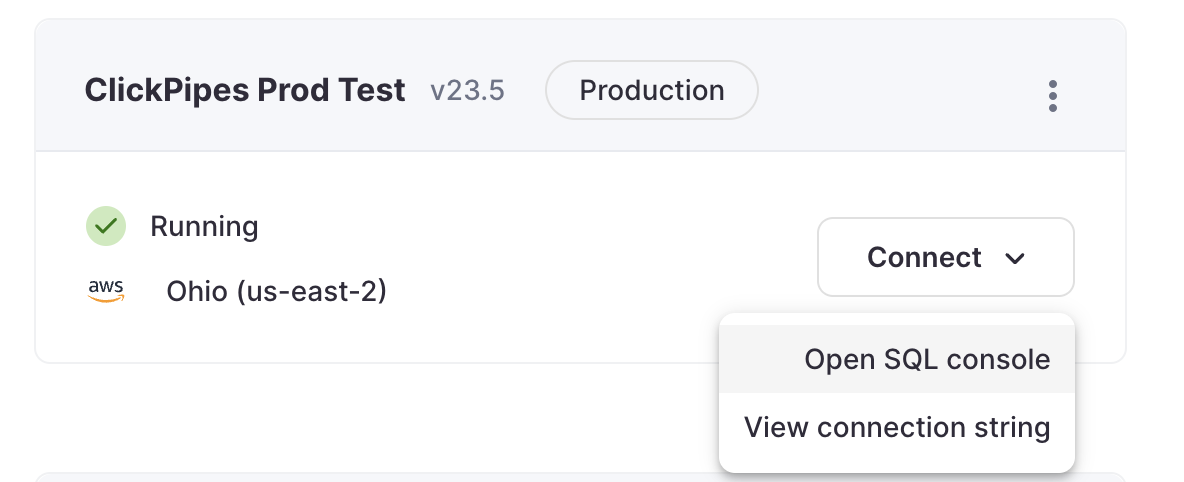 ClickPipes Prod Test v23.5 Production
Running
aws Ohio (us-east-2)
Connect
Open SQL console
View connection string